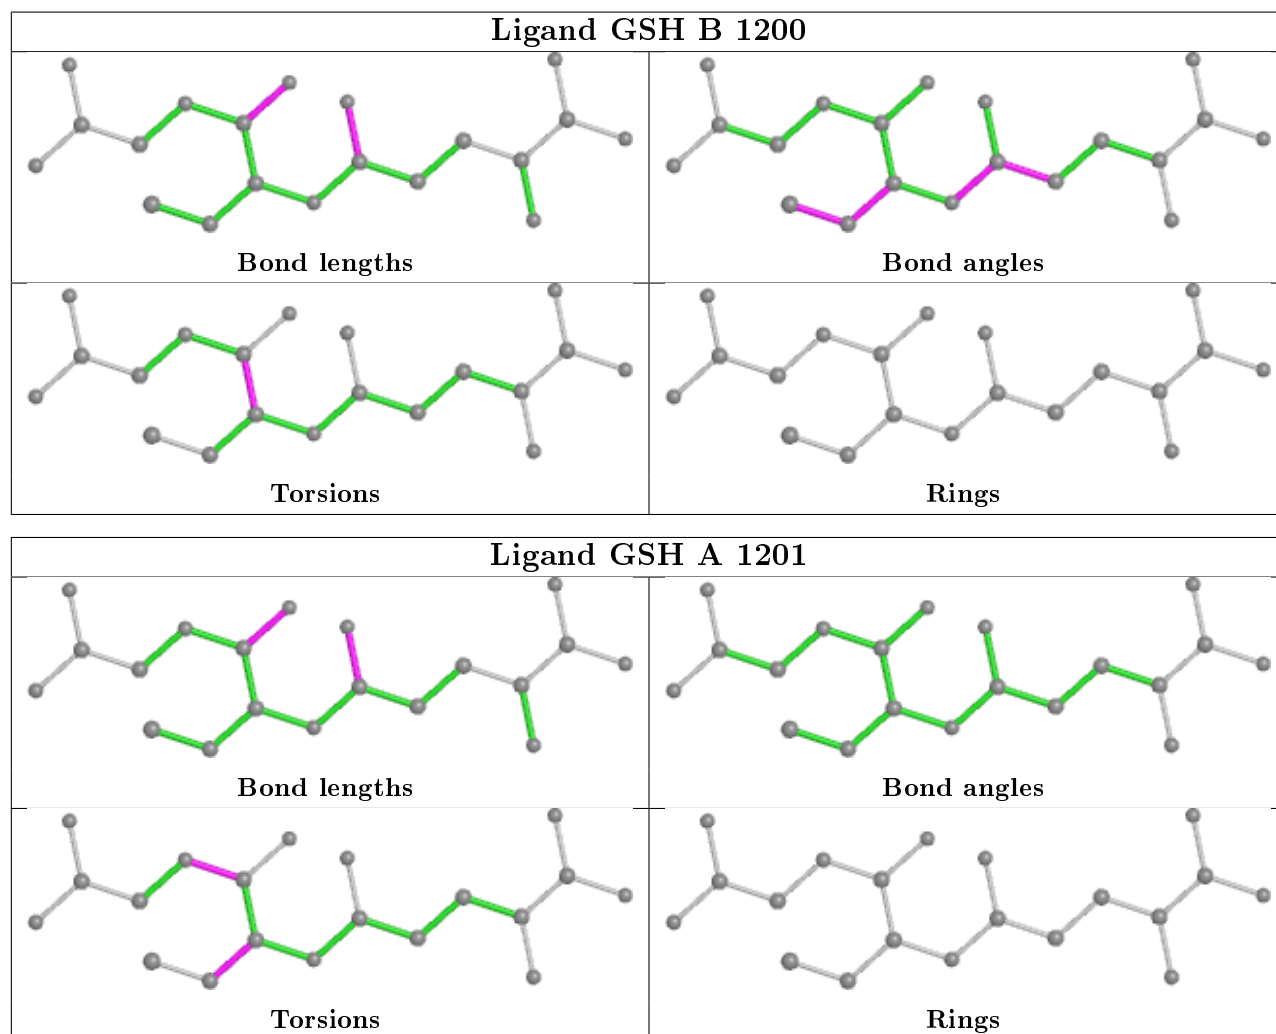 Ligand GSH B 1200
Bond lengths
Bond angles
Torsions
Rings
Ligand GSH A 1201
Bond lengths
Bond angles
Torsions
Rings